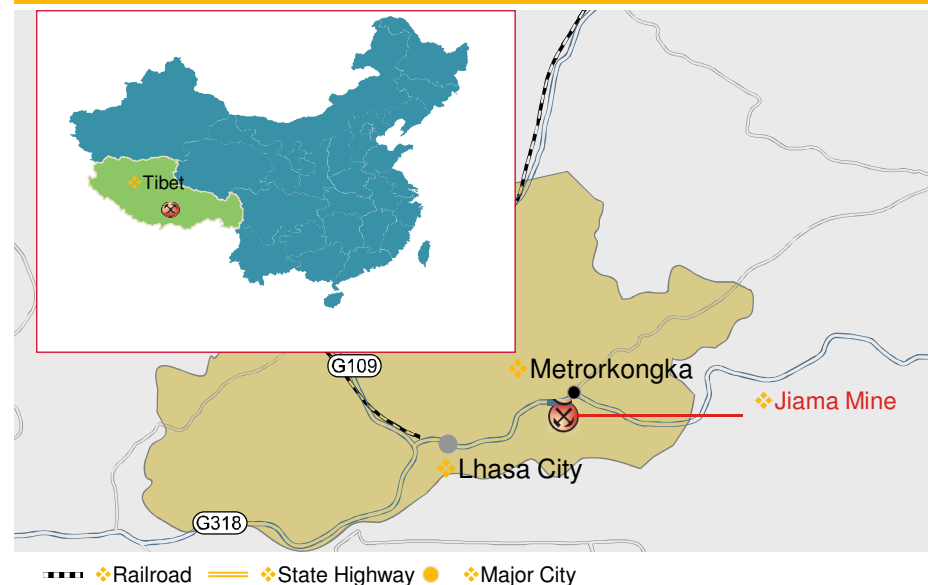 Tibet
G109
Metrorkongka
Jiama Mine
Lhasa City
G318
Railroad State Highway Major City